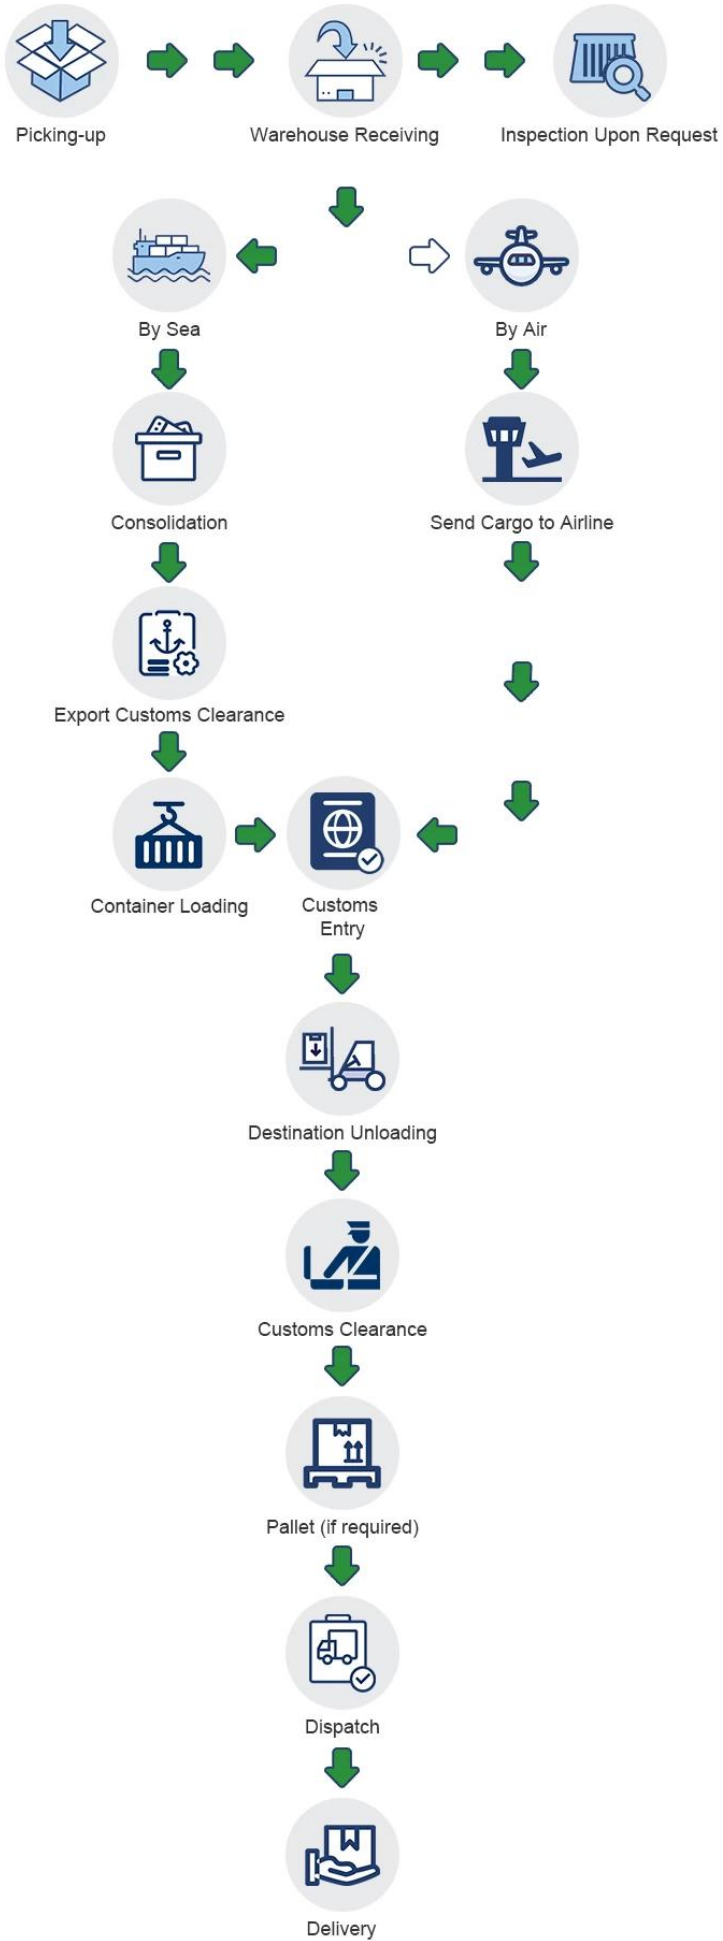 Picking-up
Warehouse Receiving
Inspection Upon Request
By Sea
By Air
Consolidation
Send Cargo to Airline
Export Customs Clearance
Container Loading
Customs
Entry
Destination Unloading
Customs Clearance
Pallet (if required)
Dispatch
Delivery